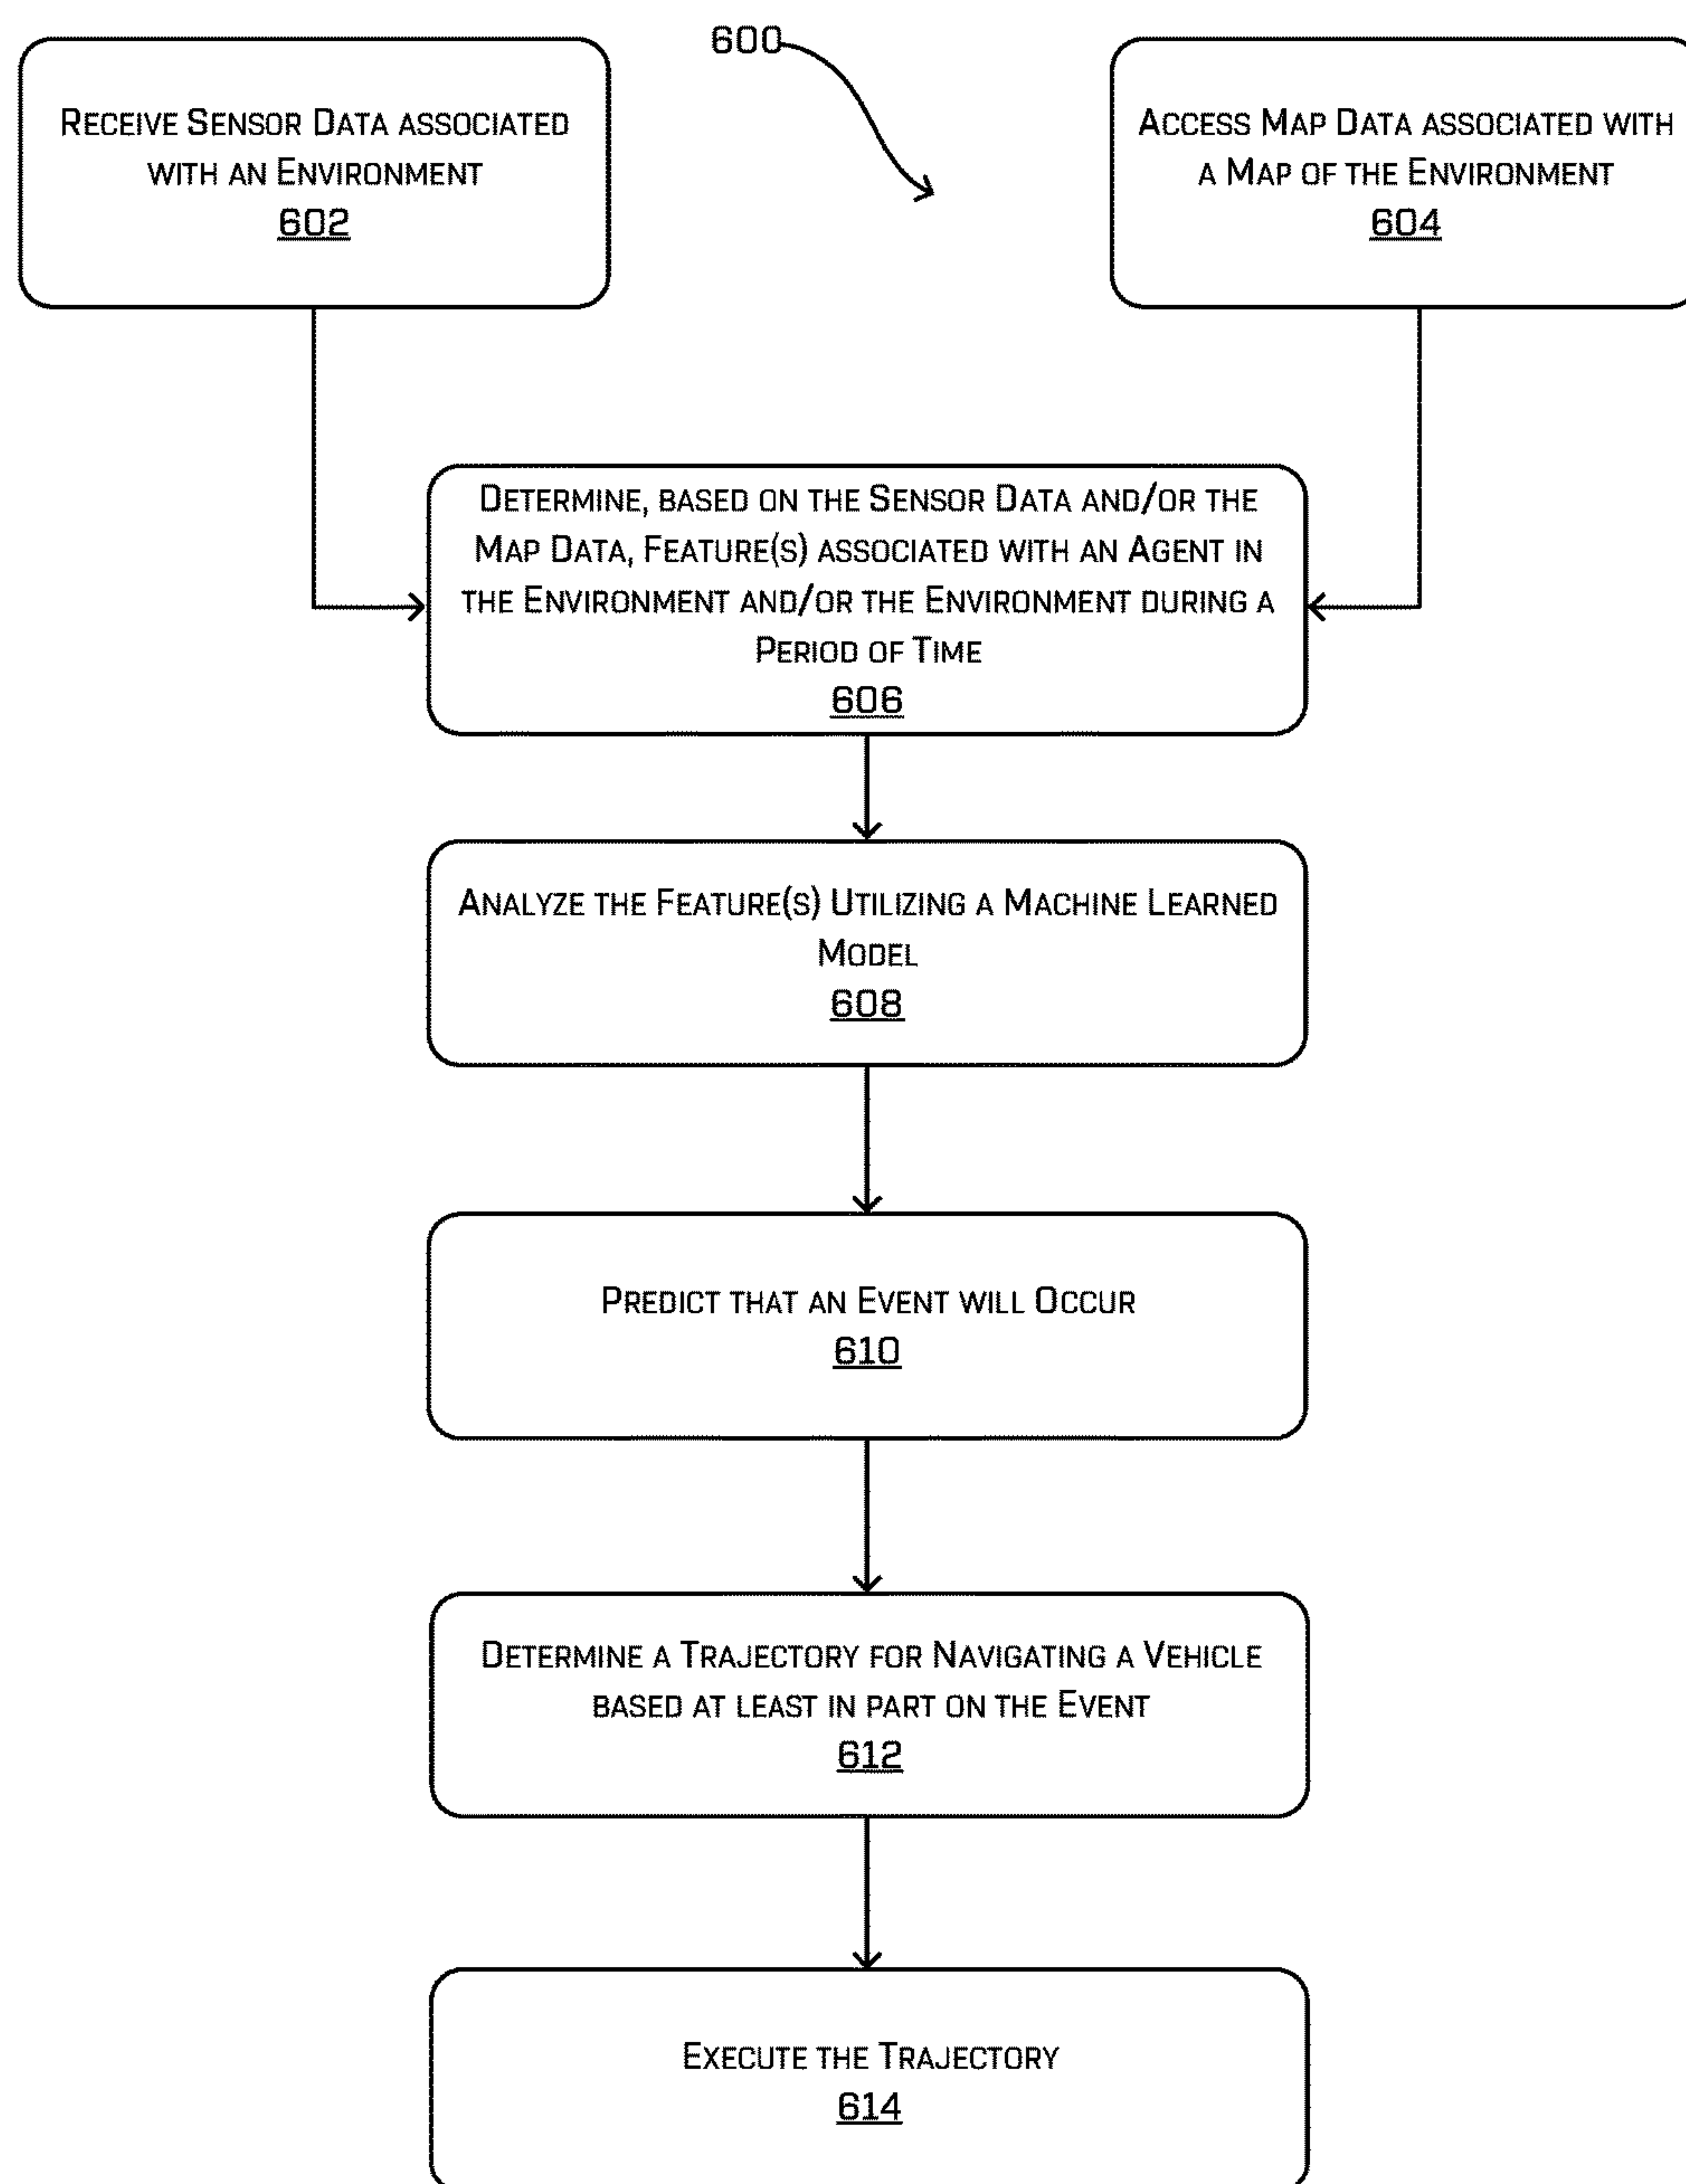 600
Receive Sensor Data associated
with an Environment
602
Access Map Data associated with
a Map of the Environment
604
Determine, based on the Sensor Data and/or the
Map Data, Feature(s) associated with an Agent in
the Environment and/or the Environment during a
Period of Time
606
Analyze the Feature(s) Utilizing a Machine Learned
Model
608
Predict that an Event will Occur
610
Determine a Trajectory for Navigating a Vehicle
based at least in part on the Event
612
Execute the Trajectory
614